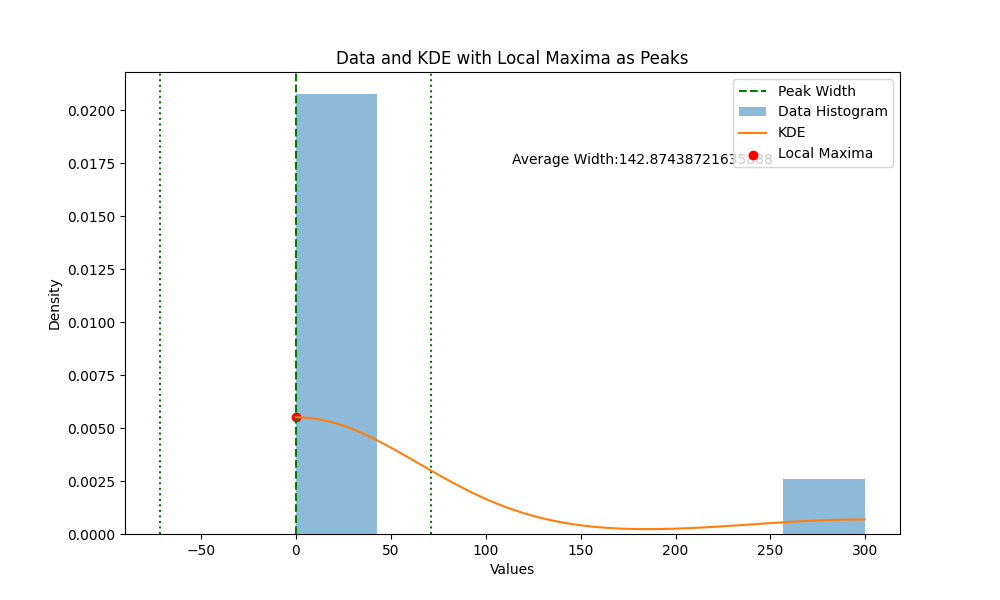 Data and KDE with Local Maxima as Peaks
Peak Width
Data Histogram
KDE
Local Maxima
Average Width:142.87438721635888
Density
0.0200
0.0175
0.0150
0.0125
0.0100
0.0075
0.0050
0.0025
0.0000
−50
0
50
100
150
200
250
300
Values